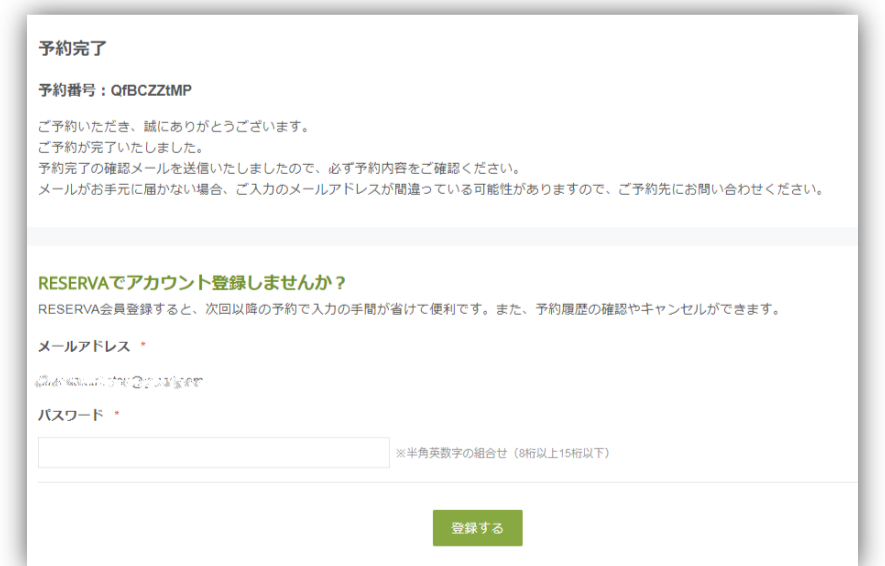 予約完了
予約番号：QfBCZZtMP
ご予約いただき、誠にありがとうございます。
ご予約が完了いたしました。
予約完了の確認メールを送信いたしましたので、必ず予約内容をご確認ください。
メールがお手元に届かない場合、ご入力のメールアドレスが間違っている可能性がありますので、ご予約先にお問い合わせください。
RESERVAでアカウント登録しませんか？
RESERVA会員登録すると、次回以降の予約で入力の手間が省けて便利です。また、予約履歴の確認やキャンセルができます。
メールアドレス *
パスワード *
※半角英数字の組合せ（8桁以上15桁以下）
登録する